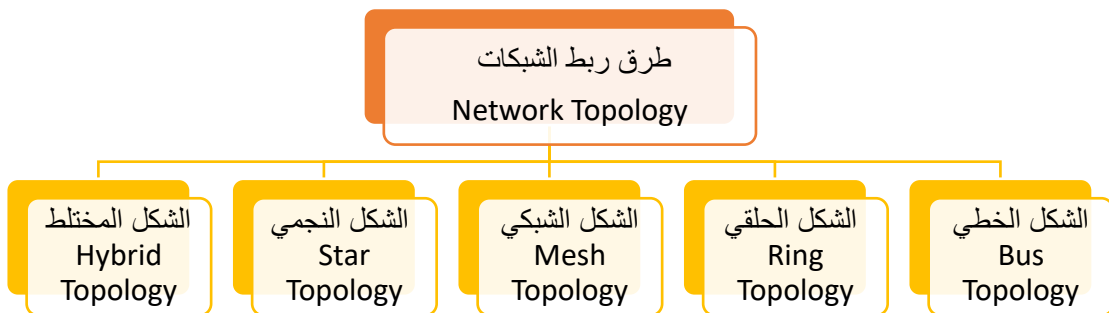 طرق ربط الشبكات
Network Topology
الشكل الخطي
Bus
Topology
الشكل الحلقي
Ring
Topology
الشكل الشبكي
Mesh
Topology
الشكل النجمي
Star
Topology
الشكل المختلط
Hybrid
Topology